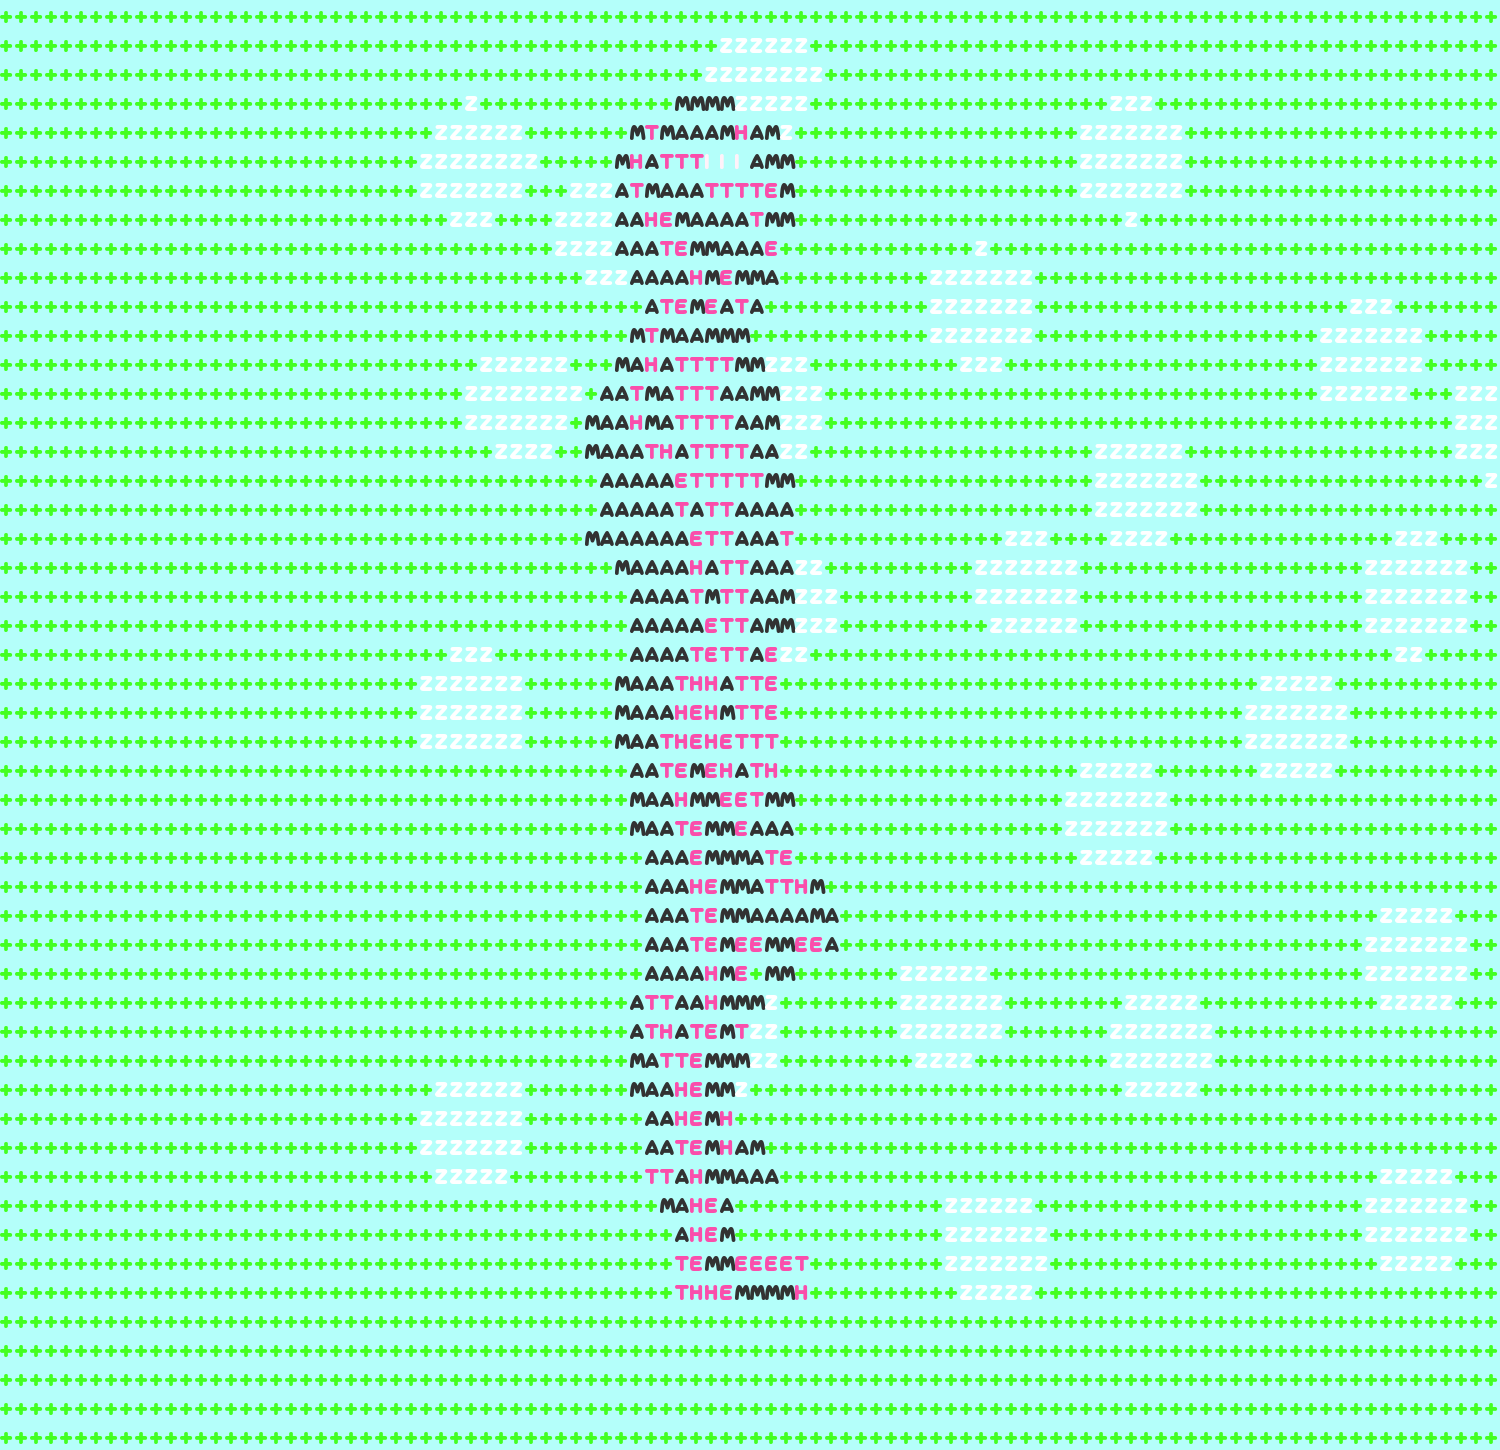 ZZZZZZ
ZZZZZZZZ
Z MMMMZZZZZ ZZZ
ZZZZZZ MTMAAAMHAMZ ZZZZZZZ
ZZZZZZZZ MHATTTIII AMM ZZZZZZZ
ZZZZZZZ ZZZATMAAATTTTEM ZZZZZZZ
ZZZ ZZZZAAHEMAAAATMM Z
ZZZZAAATEMMAAAE Z
ZZZAAAAHMEMMA ZZZZZZZ
ATEMEATA ZZZZZZZ ZZZ
MTMAAMMM ZZZZZZZ ZZZZZZZ
ZZZZZZ MAHATTTTMMZZZ ZZZ ZZZZZZZ
ZZZZZZZZ AATMATTTAAMMZZZ ZZZZZZ ZZZ
ZZZZZZZ MAAHMATTTTAAMZZZ ZZZ
ZZZZ MAAATHATTTTAAZZ ZZZZZZ ZZZ
AAAAAETTTTTMM ZZZZZZZ Z
AAAAATATTAAAA ZZZZZZZ
MAAAAAAETTAAAT ZZZ ZZZZ ZZZ
MAAAAHATTAAAZZ ZZZZZZZ ZZZZZZZ
AAAATMTTAAMZZZ ZZZZZZZ ZZZZZZZ
AAAAAETTAMMZZZ ZZZZZZ ZZZZZZZ
ZZZ AAAATETTAEZZ ZZ
ZZZZZZZ MAAATHHATTE ZZZZZ
ZZZZZZZ MAAAHEHMTTE ZZZZZZZ
ZZZZZZZ MAATHEHETTT ZZZZZZZ
AATEMEHATH ZZZZZ ZZZZZ
MAAHMMEETMM ZZZZZZZ
MAATEMMEAAA ZZZZZZZ
AAAEMMMATE ZZZZZ
AAAHEMMATTHM
AAATEMMAAAAMA ZZZZZ
AAATEMEEMMEEA ZZZZZZZ
AAAAHME MM ZZZZZZ ZZZZZZZ
ATTAAHMMMZ ZZZZZZZ ZZZZZ ZZZZZ
ATHATEMTZZ ZZZZZZZ ZZZZZZZ
MATTEMMMZZ ZZZZ ZZZZZZZ
ZZZZZZ MAAHEMMZ ZZZZZ
ZZZZZZZ AAHEMH
ZZZZZZZ AATEMHAM
ZZZZZ TTAHMMAAA ZZZZZ
MAHEA ZZZZZZ ZZZZZZZ
AHEM ZZZZZZZ ZZZZZZZ
TEMMEEEET ZZZZZZZ ZZZZZ
THHEMMMMH ZZZZZ